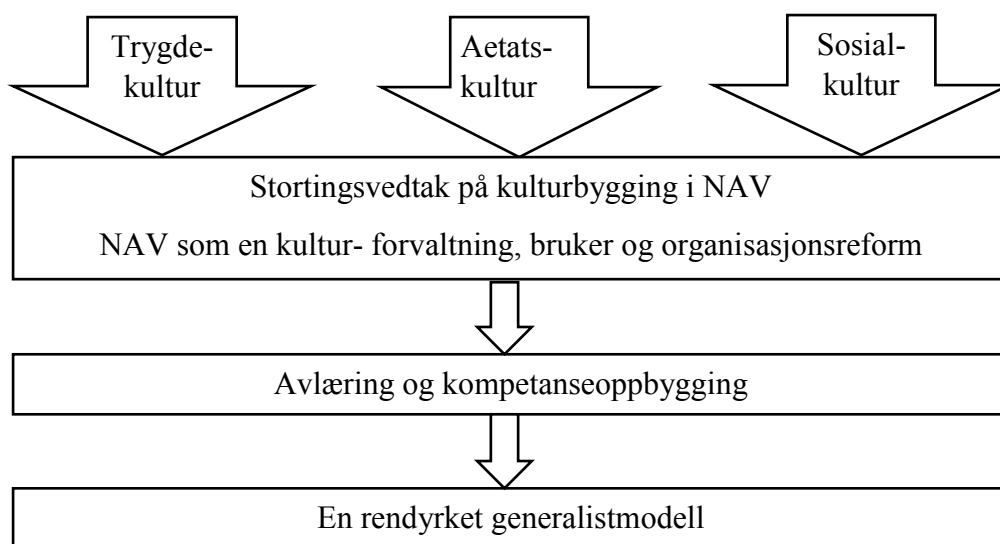 Trygde-
kultur
Aetats-
kultur
Sosial-
kultur
Stortingsvedtak på kulturbygging i NAV
NAV som en kultur- forvaltning, bruker og organisasjonsreform
Avlæring og kompetanseoppbygging
En rendyrket generalistmodell